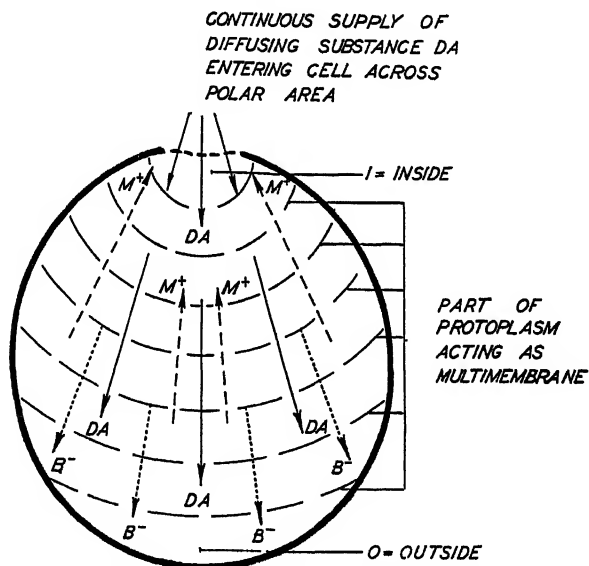 CONTINUOUS SUPPLY OF
DIFFUSING SUBSTANCE DA
ENTERING CELL ACROSS
POLAR AREA
M+
M+
I = INSIDE
DA
M+
M+
PART OF
PROTOPLASM
ACTING AS
MULTIMEMBRANE
DA
DA
B-
B-
DA
B-
B-
O = OUTSIDE